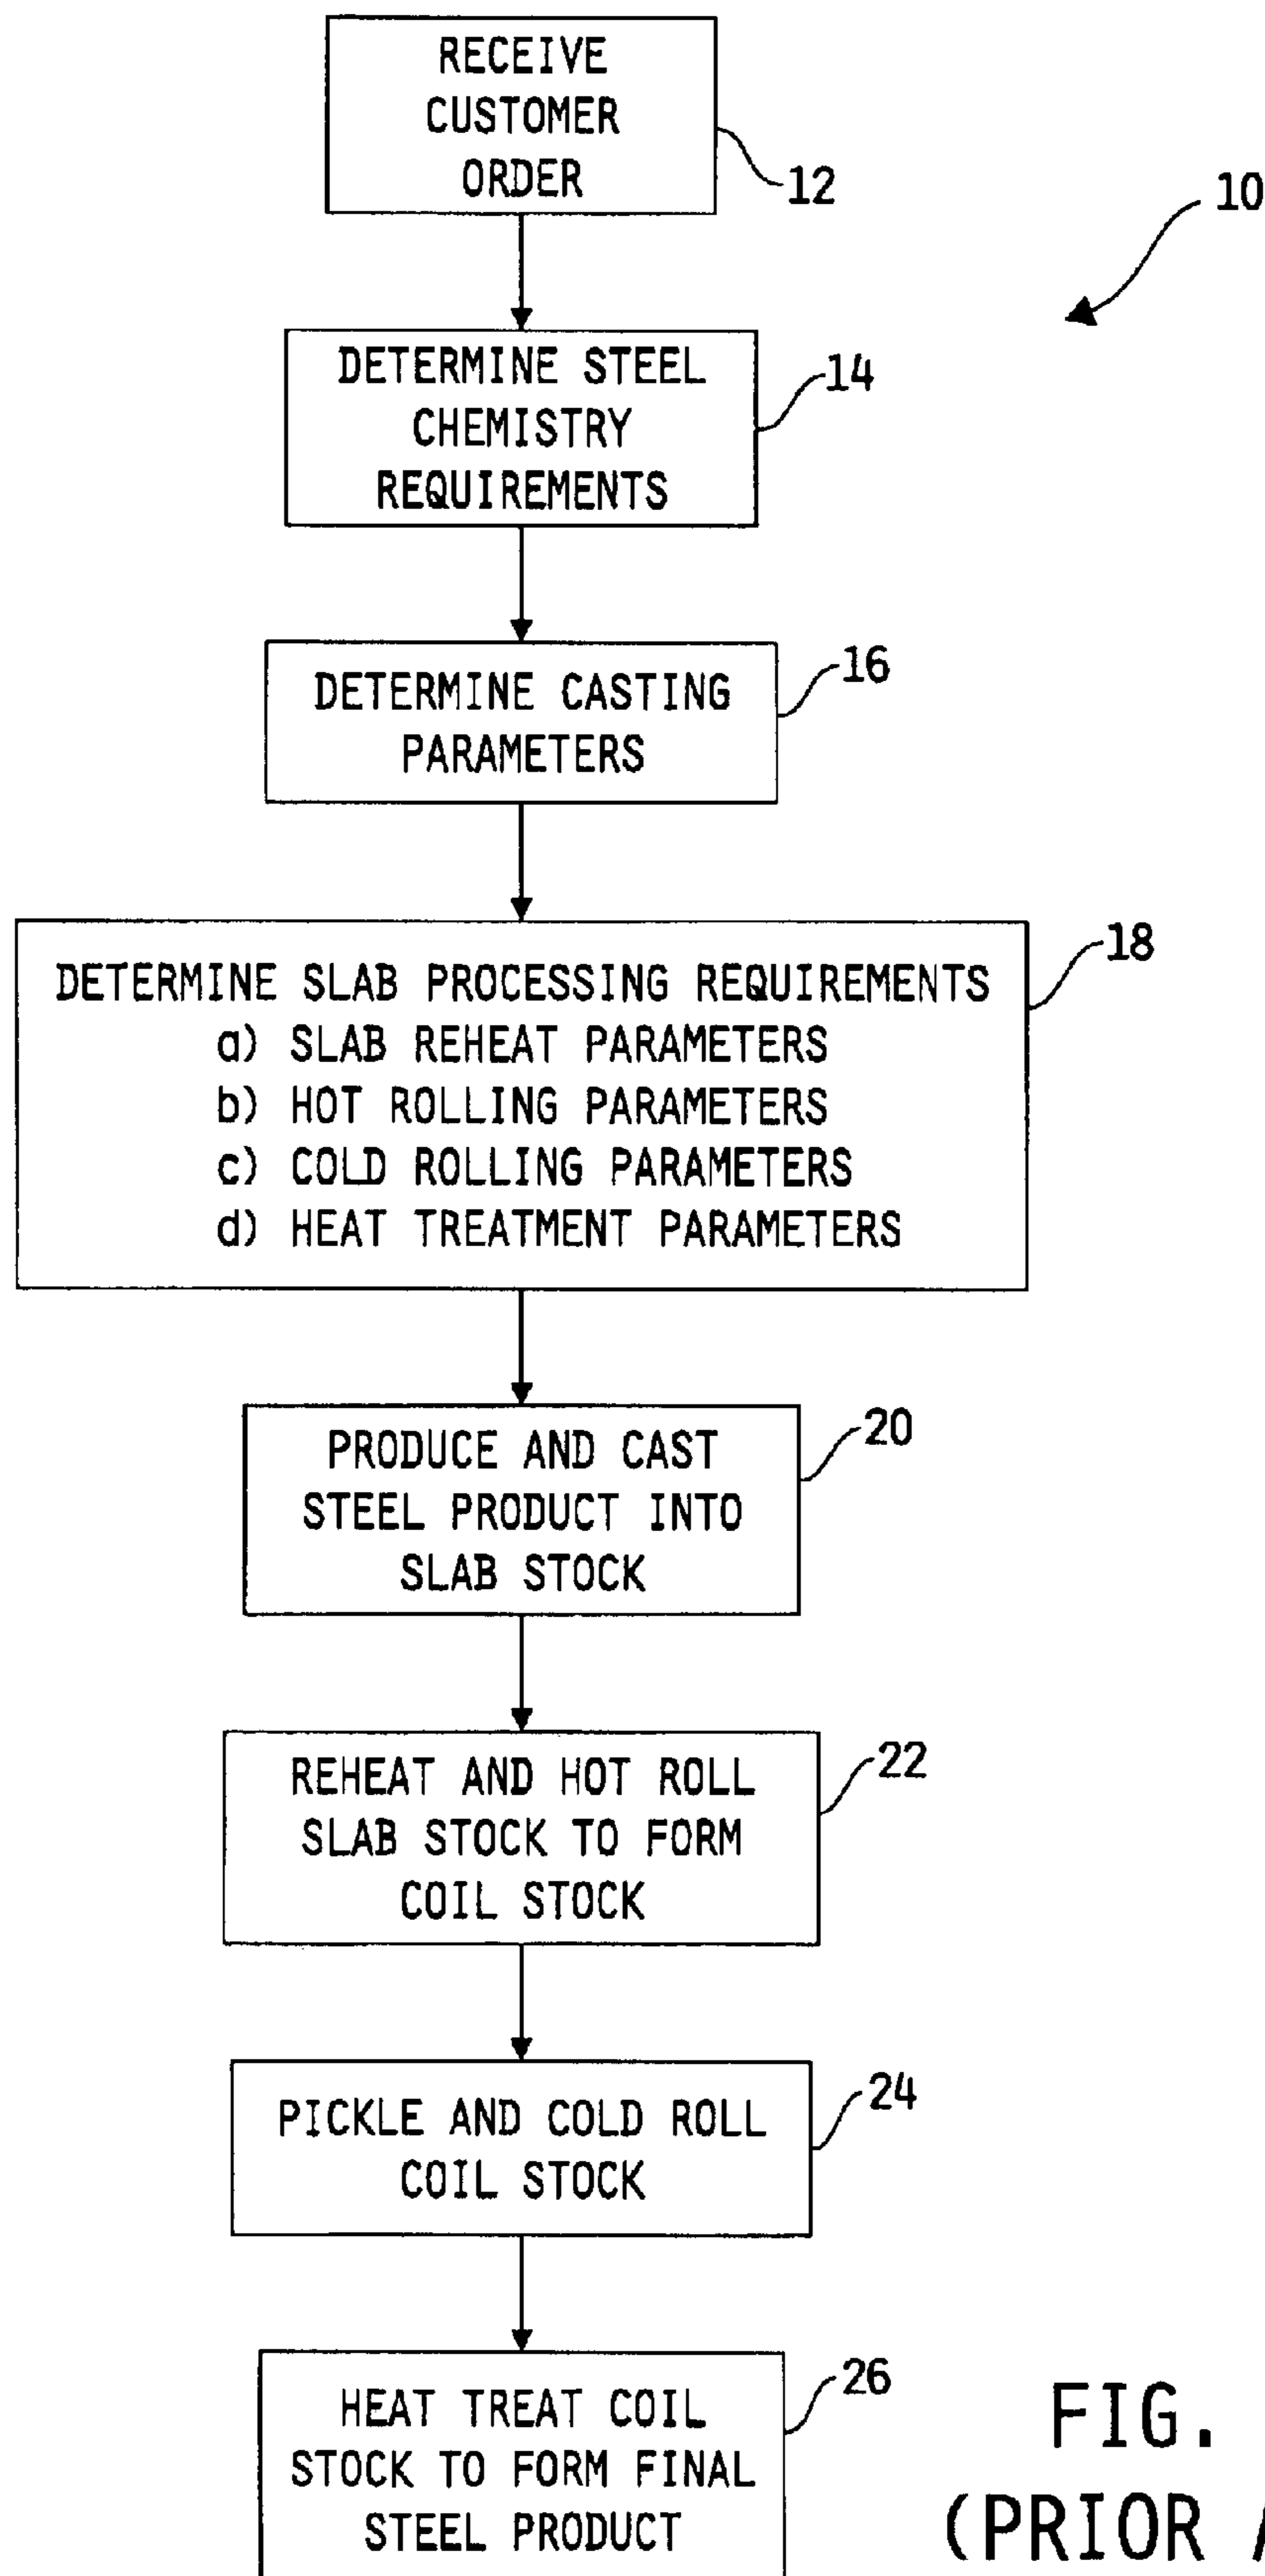 RECEIVE
CUSTOMER
ORDER
12
10
DETERMINE STEEL
CHEMISTRY
REQUIREMENTS
14
DETERMINE CASTING
PARAMETERS
16
DETERMINE SLAB PROCESSING REQUIREMENTS
a) SLAB REHEAT PARAMETERS
b) HOT ROLLING PARAMETERS
c) COLD ROLLING PARAMETERS
d) HEAT TREATMENT PARAMETERS
18
PRODUCE AND CAST
STEEL PRODUCT INTO
SLAB STOCK
20
REHEAT AND HOT ROLL
SLAB STOCK TO FORM
COIL STOCK
22
PICKLE AND COLD ROLL
COIL STOCK
24
HEAT TREAT COIL
STOCK TO FORM FINAL
STEEL PRODUCT
26
FIG.
(PRIOR